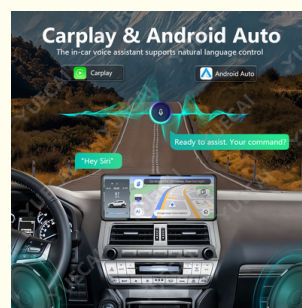 Carplay & Android Auto
The in-car voice assistant supports natural language control
Carplay
Android Auto
Ready to assist. Your command?
"Hey Siri"